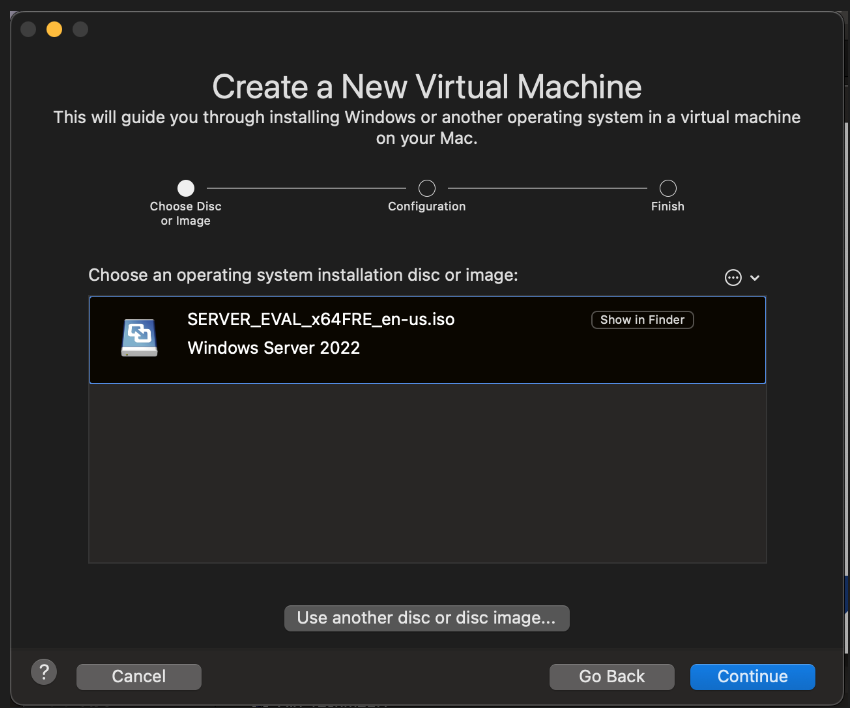 Create a New Virtual Machine
This will guide you through installing Windows or another operating system in a virtual machine
on your Mac.
Choose Disc
or Image
Configuration
Finish
Choose an operating system installation disc or image:
SERVER_EVAL_x64FRE_en-us.iso
Show in Finder
Windows Server 2022
Use another disc or disc image...
?
Cancel
Go Back
Continue